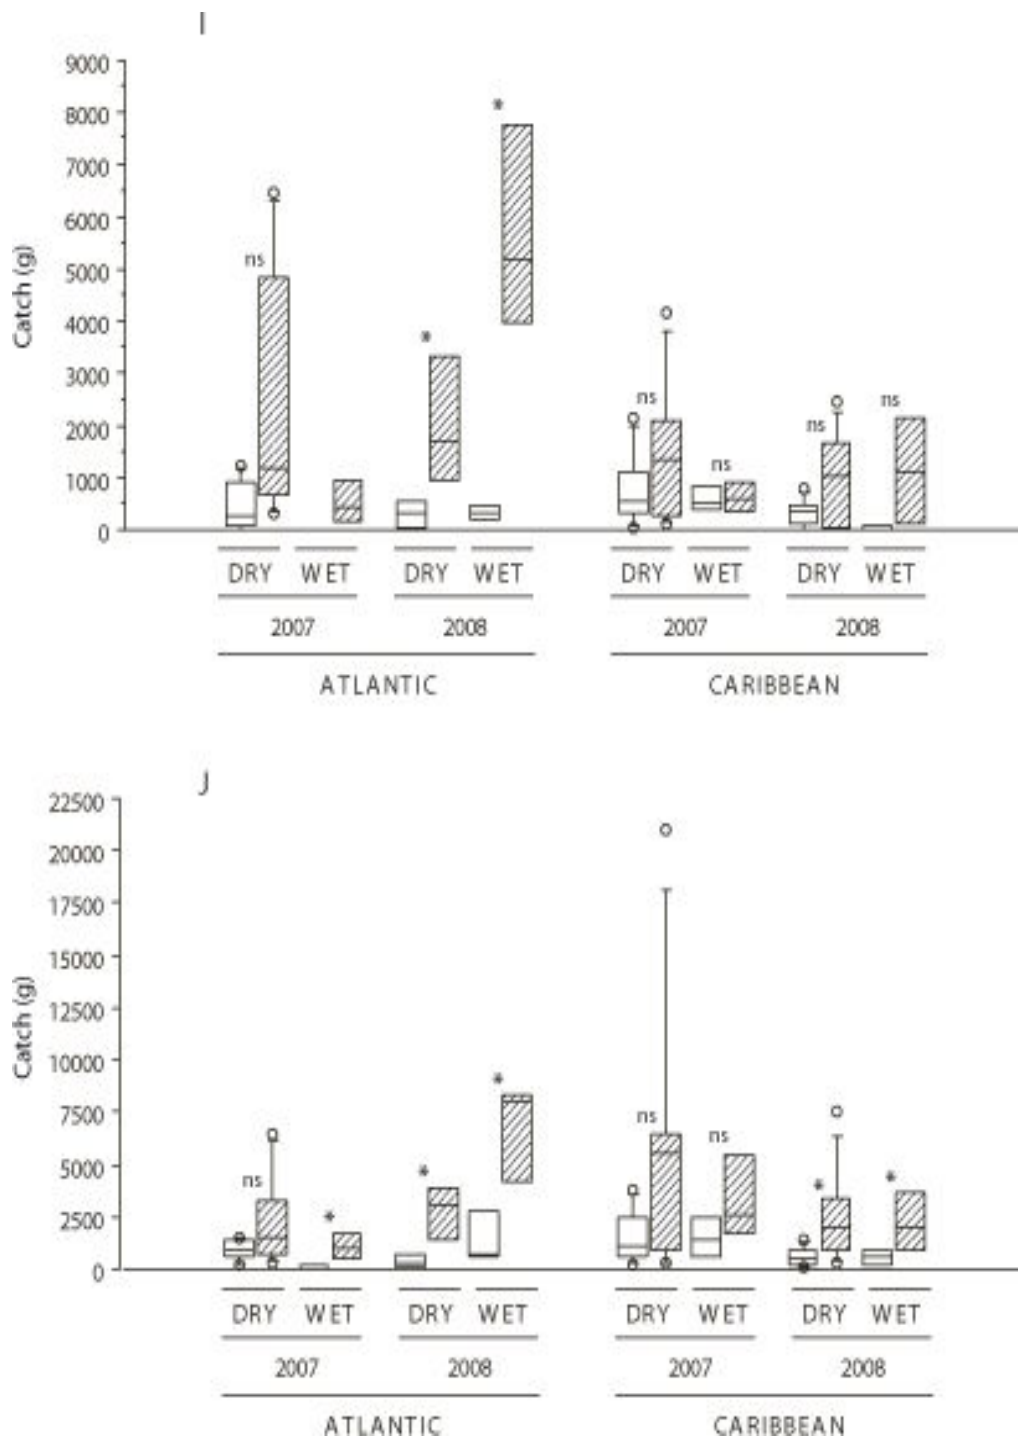 I
9000
8000
*
7000
6000
ns
5000
Catch (g)
4000
*
3000
ns
ns
2000
ns
ns
1000
0
DRY WET DRY WET DRY WET DRY WET
2007 2008 2007 2008
ATLANTIC CARIBBEAN
J
22500
20000
17500
15000
Catch (g)
12500
10000
*
7500
ns
ns
5000
ns
*
*
*
2500
*
0
DRY WET DRY WET DRY WET DRY WET
2007 2008 2007 2008
ATLANTIC CARIBBEAN